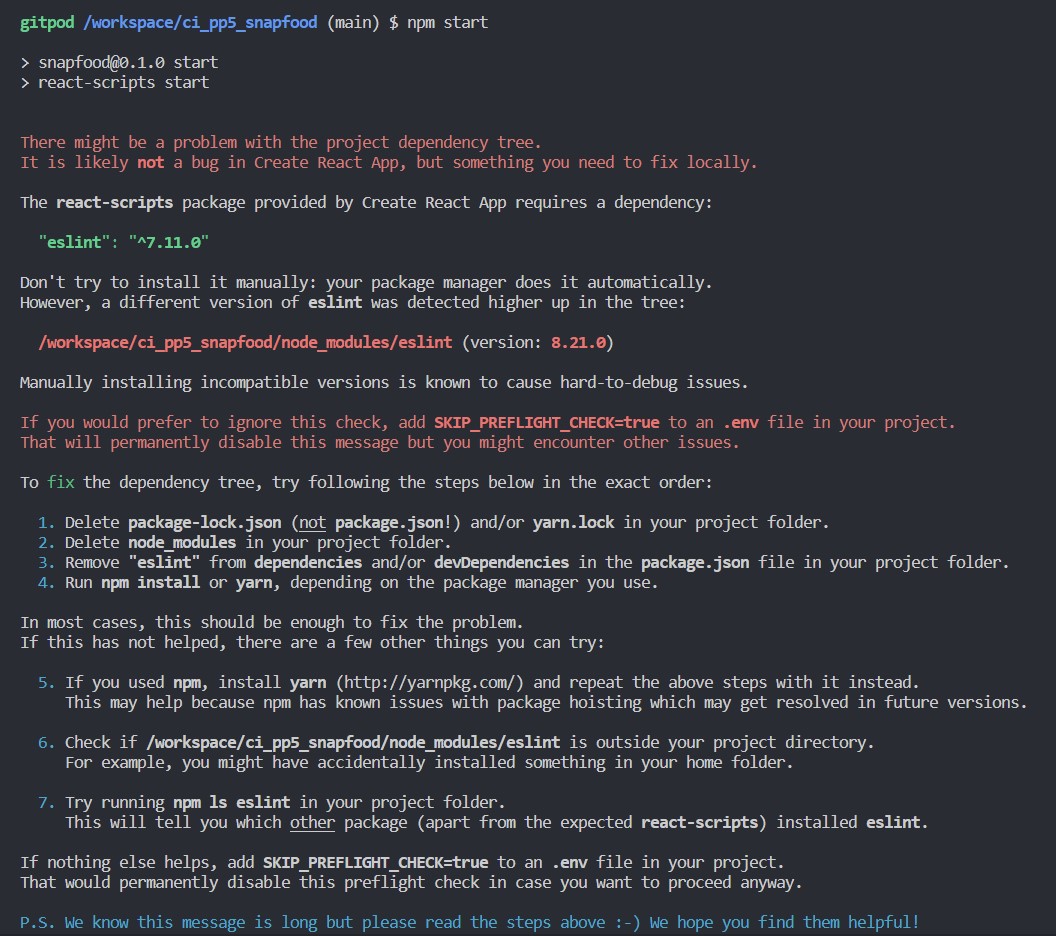 gitpod /workspace/ci_pp5_snapfood (main) $ npm start
> snapfood@0.1.0 start
> react-scripts start
There might be a problem with the project dependency tree.
It is likely not a bug in Create React App, but something you need to fix locally.
The react-scripts package provided by Create React App requires a dependency:
"eslint": "^7.11.0"
Don't try to install it manually: your package manager does it automatically.
However, a different version of eslint was detected higher up in the tree:
/workspace/ci_pp5_snapfood/node_modules/eslint (version: 8.21.0)
Manually installing incompatible versions is known to cause hard-to-debug issues.
If you would prefer to ignore this check, add SKIP_PREFLIGHT_CHECK=true to an .env file in your project.
That will permanently disable this message but you might encounter other issues.
To fix the dependency tree, try following the steps below in the exact order:
1. Delete package-lock.json (not package.json!) and/or yarn.lock in your project folder.
2. Delete node_modules in your project folder.
3. Remove "eslint" from dependencies and/or devDependencies in the package.json file in your project folder.
4. Run npm install or yarn, depending on the package manager you use.
In most cases, this should be enough to fix the problem.
If this has not helped, there are a few other things you can try:
5. If you used npm, install yarn (http://yarnpkg.com/) and repeat the above steps with it instead.
This may help because npm has known issues with package hoisting which may get resolved in future versions.
6. Check if /workspace/ci_pp5_snapfood/node_modules/eslint is outside your project directory.
For example, you might have accidentally installed something in your home folder.
7. Try running npm ls eslint in your project folder.
This will tell you which other package (apart from the expected react-scripts) installed eslint.
If nothing else helps, add SKIP_PREFLIGHT_CHECK=true to an .env file in your project.
That would permanently disable this preflight check in case you want to proceed anyway.
P.S. We know this message is long but please read the steps above :-) We hope you find them helpful!